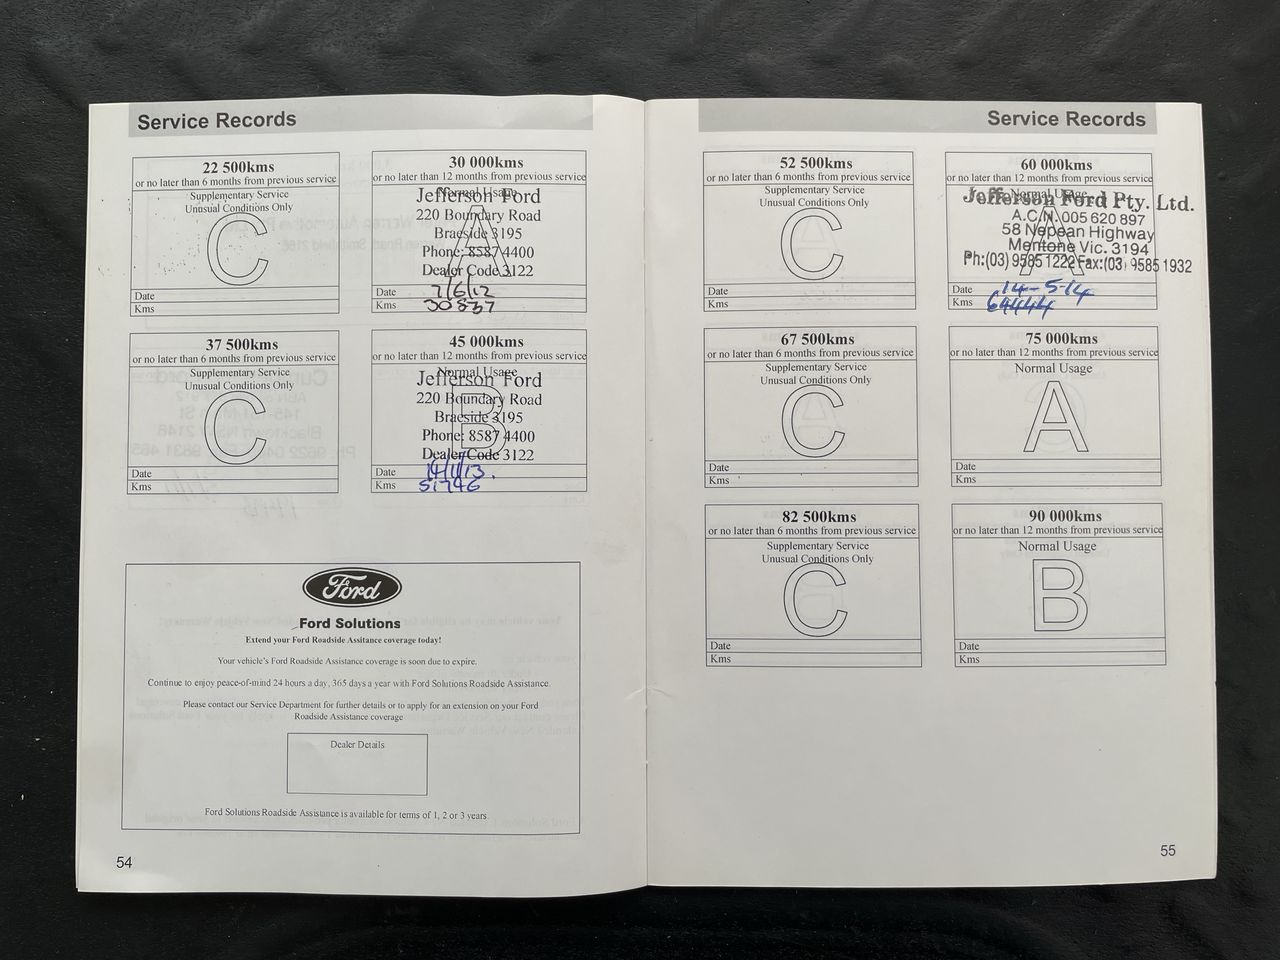 Service Records
22 500kms
or no later than 6 months from previous service
Supplementary Service
Unusual Conditions Only
C
Date
Kms
30 000kms
or no later than 12 months from previous service
Normal Usage
A
Jefferson Ford
220 Boundary Road
Braeside 3195
Phone: 8587 4400
Dealer Code 3122
Date 7/6/12
Kms 30837
37 500kms
or no later than 6 months from previous service
Supplementary Service
Unusual Conditions Only
C
Date
Kms
45 000kms
or no later than 12 months from previous service
Normal Usage
B
Jefferson Ford
220 Boundary Road
Braeside 3195
Phone: 8587 4400
Dealer Code 3122
Date 14/1/13.
Kms 51746
Ford
Ford Solutions
Extend your Ford Roadside Assitance coverage today!
Your vehicle's Ford Roadside Assistance coverage is soon due to expire.
Continue to enjoy peace-of-mind 24 hours a day, 365 days a year with Ford Solutions Roadside Assistance.
Please contact our Service Department for further details or to apply for an extension on your Ford
Roadside Assistance coverage
Dealer Details
Ford Solutions Roadside Assistance is available for terms of 1, 2 or 3 years.
54
Service Records
52 500kms
or no later than 6 months from previous service
Supplementary Service
Unusual Conditions Only
C
Date
Kms
60 000kms
or no later than 12 months from previous service
Normal Usage
A
Jefferson Ford Pty. Ltd.
A.C.N. 005 620 897
58 Nepean Highway
Mentone Vic. 3194
Ph:(03) 9585 1222 Fax:(03) 9585 1932
Date 14-5-14
Kms 64444
67 500kms
or no later than 6 months from previous service
Supplementary Service
Unusual Conditions Only
C
Date
Kms
75 000kms
or no later than 12 months from previous service
Normal Usage
A
Date
Kms
82 500kms
or no later than 6 months from previous service
Supplementary Service
Unusual Conditions Only
C
Date
Kms
90 000kms
or no later than 12 months from previous service
Normal Usage
B
Date
Kms
55